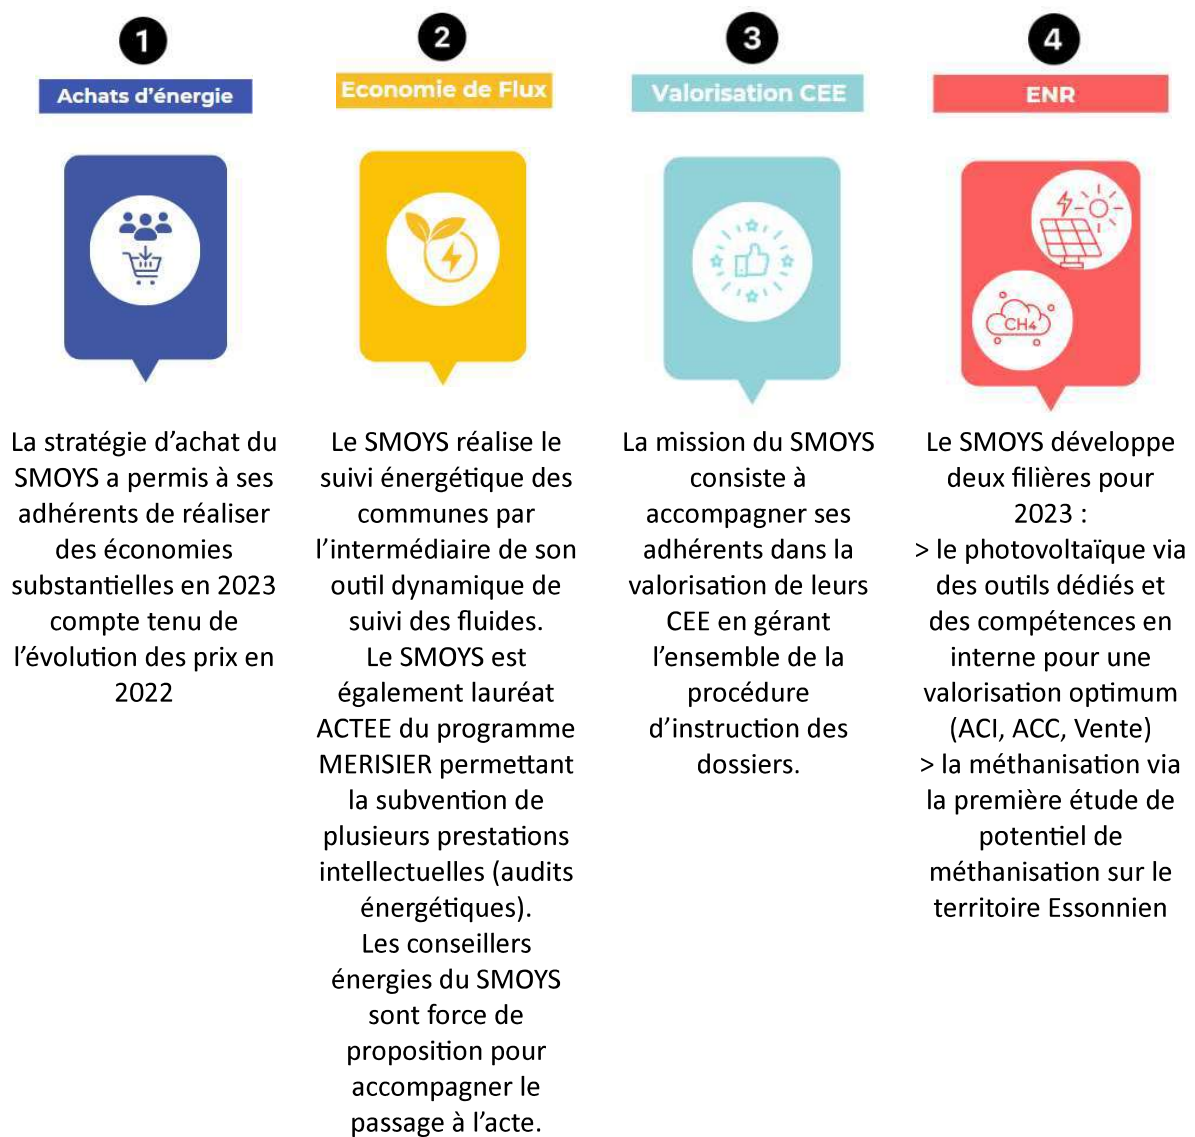 1
Achats d'énergie
La stratégie d'achat du
SMOYS a permis à ses
adhérents de réaliser
des économies
substantielles en 2023
compte tenu de
l'évolution des prix en
2022
2
Economie de Flux
Le SMOYS réalise le
suivi énergétique des
communes par
l'intermédiaire de son
outil dynamique de
suivi des fluides.
Le SMOYS est
également lauréat
ACTEE du programme
MERISIER permettant
la subvention de
plusieurs prestations
intellectuelles (audits
énergétiques).
Les conseillers
énergies du SMOYS
sont force de
proposition pour
accompagner le
passage à l'acte.
3
Valorisation CEE
La mission du SMOYS
consiste à
accompagner ses
adhérents dans la
valorisation de leurs
CEE en gérant
l'ensemble de la
procédure
d'instruction des
dossiers.
4
ENR
CH4
Le SMOYS développe
deux filières pour
2023 :
> le photovoltaïque via
des outils dédiés et
des compétences en
interne pour une
valorisation optimum
(ACI, ACC, Vente)
> la méthanisation via
la première étude de
potentiel de
méthanisation sur le
territoire Essonnien